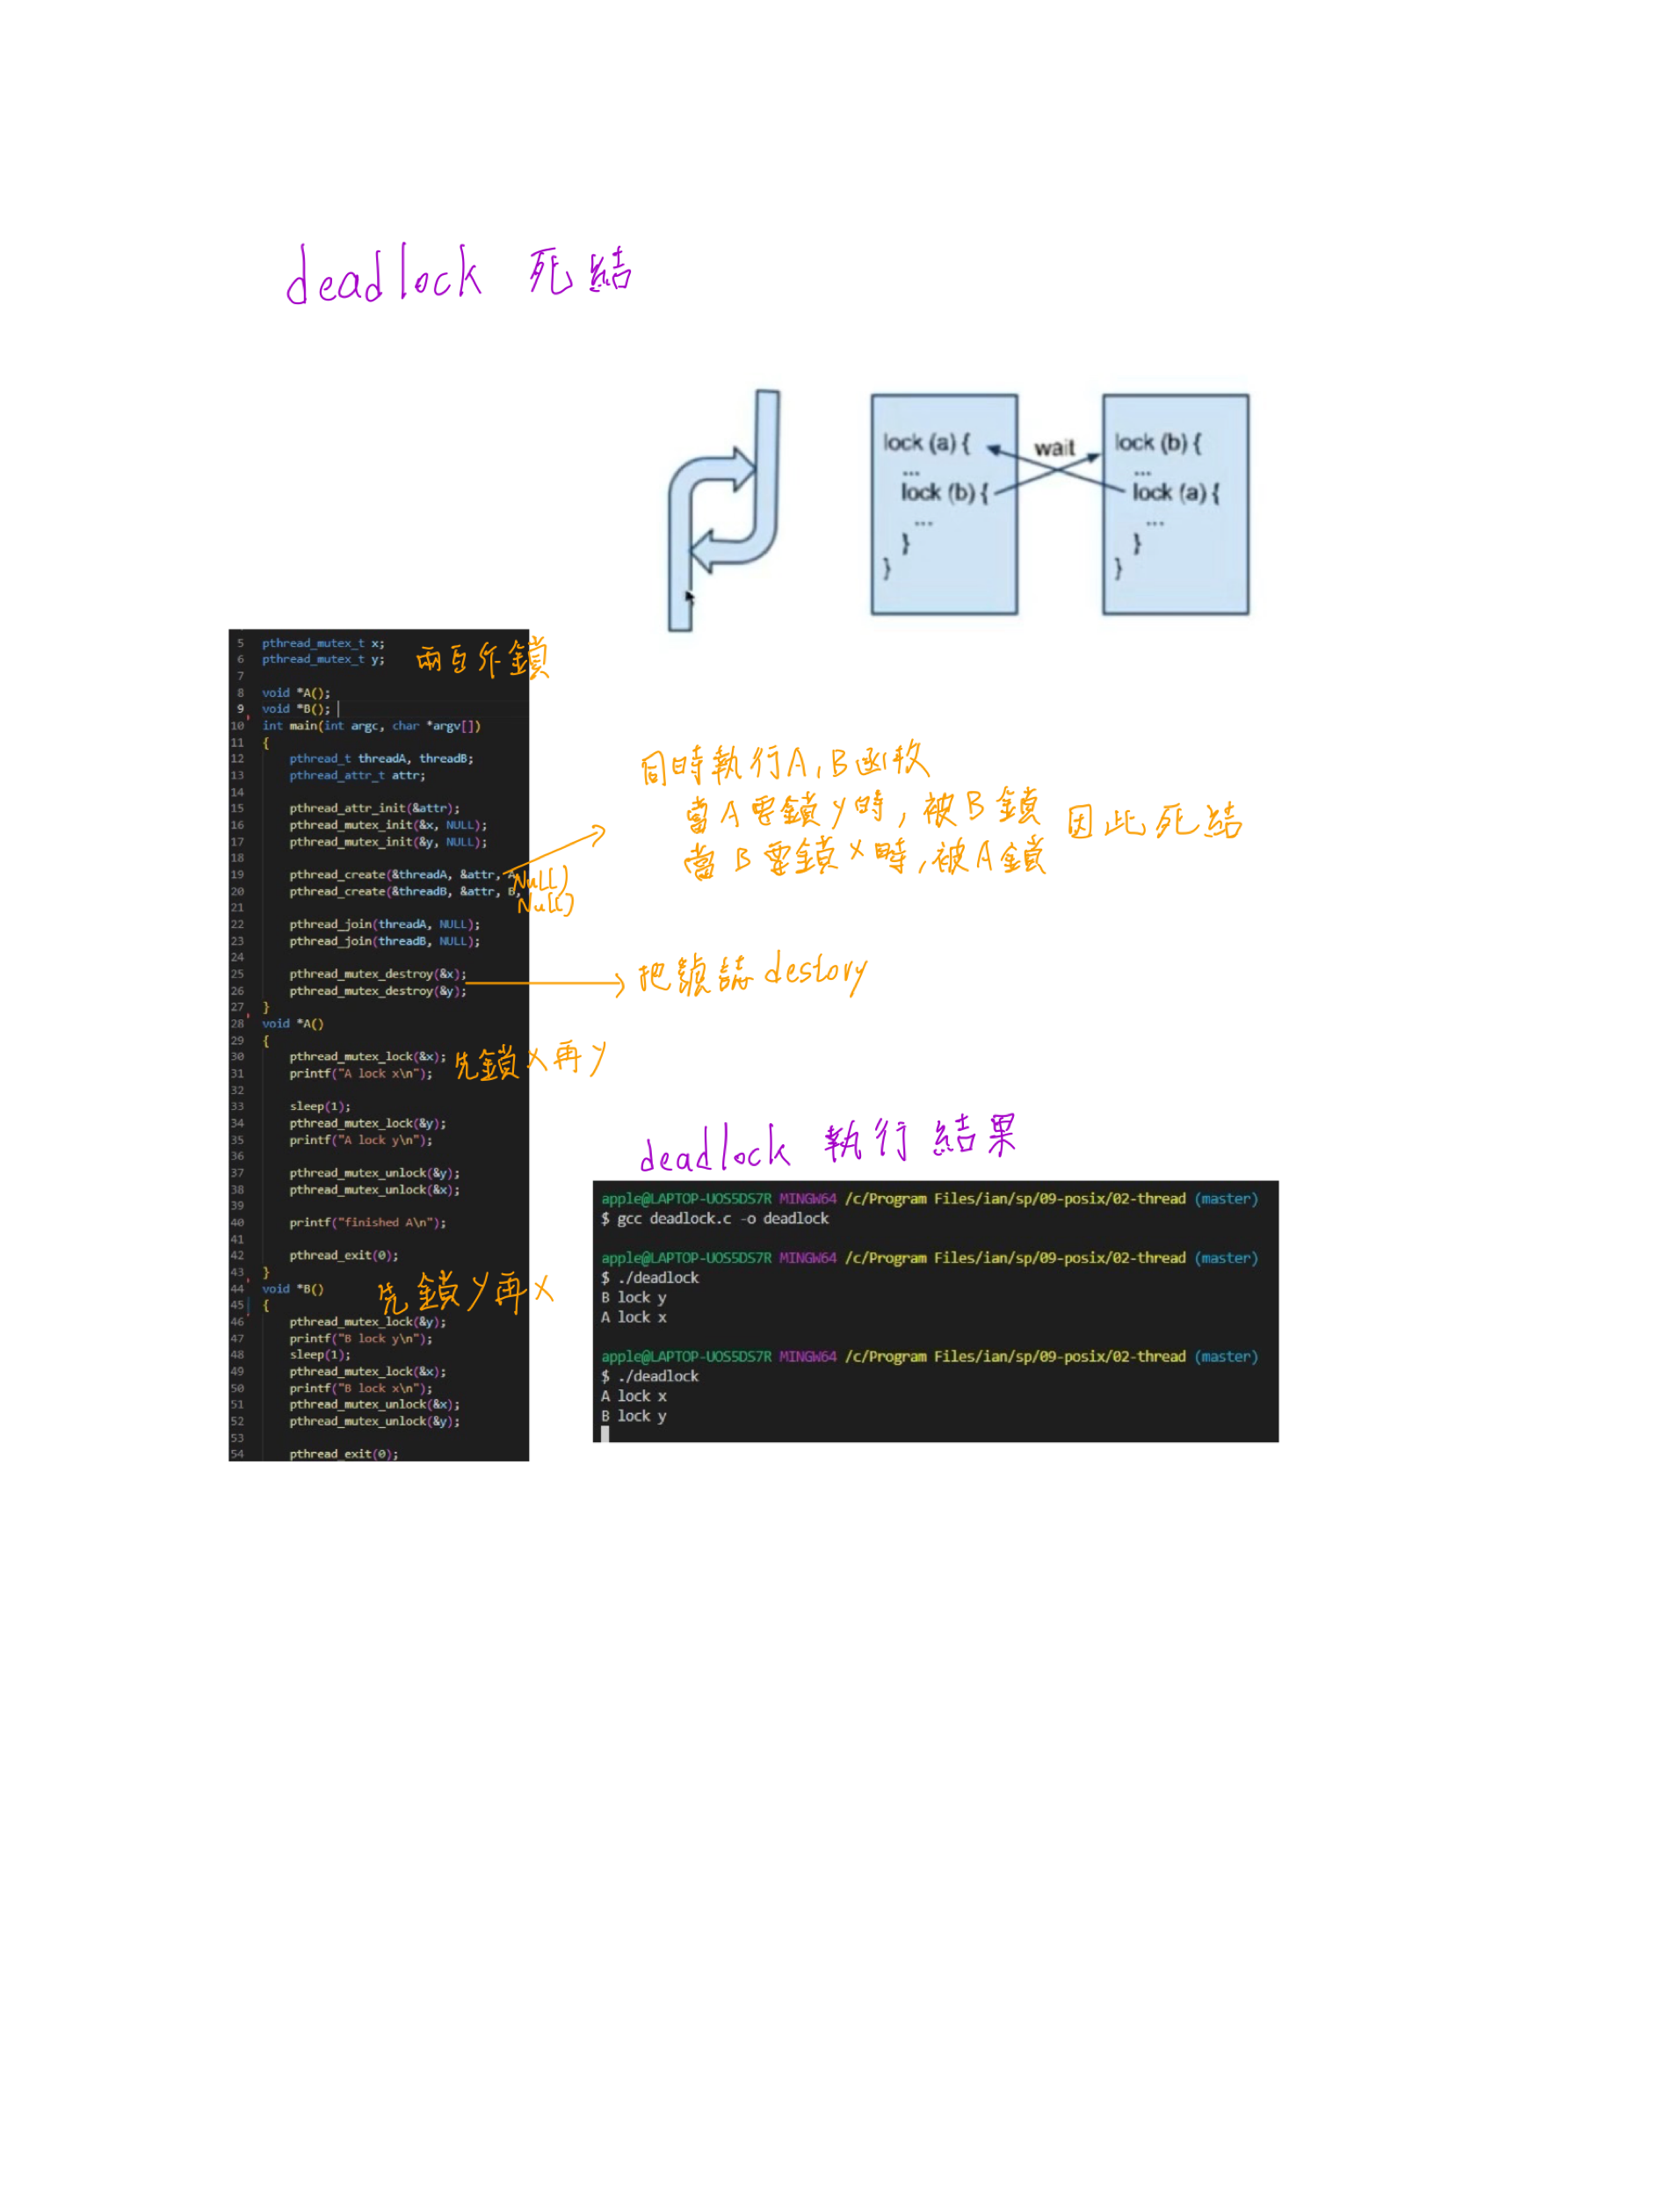 deadlock 死結
lock (a) {
...
lock (b) {
...
}
}
wait
lock (b) {
...
lock (a) {
...
}
}
5 pthread_mutex_t x;
6 pthread_mutex_t y;
兩互斥鎖
7
8 void *A();
9 void *B();
10 int main(int argc, char *argv[])
11 {
12 pthread_t threadA, threadB;
13 pthread_attr_t attr;
14
15 pthread_attr_init(&attr);
16 pthread_mutex_init(&x, NULL);
17 pthread_mutex_init(&y, NULL);
18
19 pthread_create(&threadA, &attr, A, Null)
20 pthread_create(&threadB, &attr, B, Null)
21
22 pthread_join(threadA, NULL);
23 pthread_join(threadB, NULL);
24
25 pthread_mutex_destroy(&x);
26 pthread_mutex_destroy(&y);
27 }
28 void *A()
29 {
30 pthread_mutex_lock(&x);
31 printf("A lock x\n");
先鎖x再y
32
33 sleep(1);
34 pthread_mutex_lock(&y);
35 printf("A lock y\n");
36
37 pthread_mutex_unlock(&y);
38 pthread_mutex_unlock(&x);
39
40 printf("finished A\n");
41
42 pthread_exit(0);
43 }
44 void *B()
先鎖y再x
45 {
46 pthread_mutex_lock(&y);
47 printf("B lock y\n");
48 sleep(1);
49 pthread_mutex_lock(&x);
50 printf("B lock x\n");
51 pthread_mutex_unlock(&x);
52 pthread_mutex_unlock(&y);
53
54 pthread_exit(0);
同時執行A,B函枚
當A要鎖y時,被B鎖
當B要鎖x時,被A鎖
因此死結
把號誌destory
deadlock 執行結果
apple@LAPTOP-UOS5DS7R MINGW64 /c/Program Files/ian/sp/09-posix/02-thread (master)
$ gcc deadlock.c -o deadlock
apple@LAPTOP-UOS5DS7R MINGW64 /c/Program Files/ian/sp/09-posix/02-thread (master)
$ ./deadlock
B lock y
A lock x
apple@LAPTOP-UOS5DS7R MINGW64 /c/Program Files/ian/sp/09-posix/02-thread (master)
$ ./deadlock
A lock x
B lock y